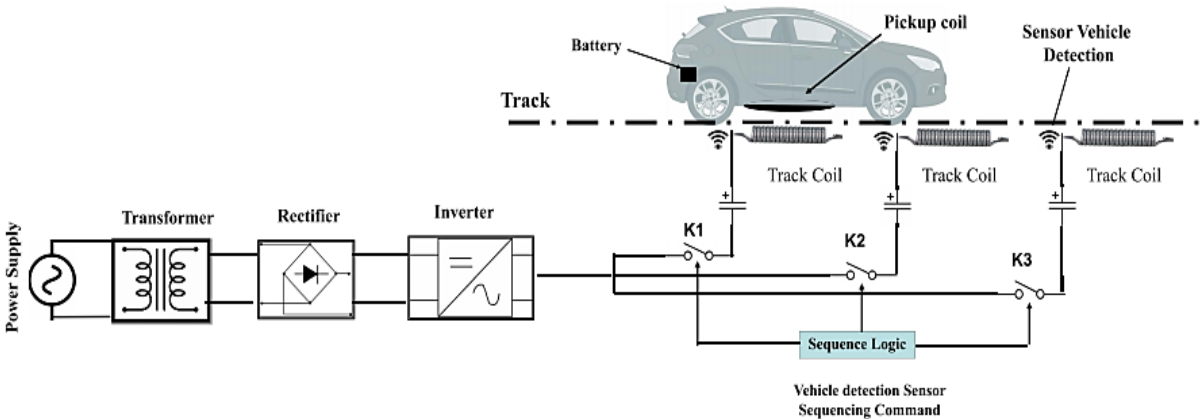 Pickup coil
Sensor Vehicle
Detection
Battery
Track
Track Coil
Track Coil
Track Coil
+
+
+
Transformer
Rectifier
Inverter
K1
K2
K3
Power Supply
Sequence Logic
Vehicle detection Sensor
Sequencing Command